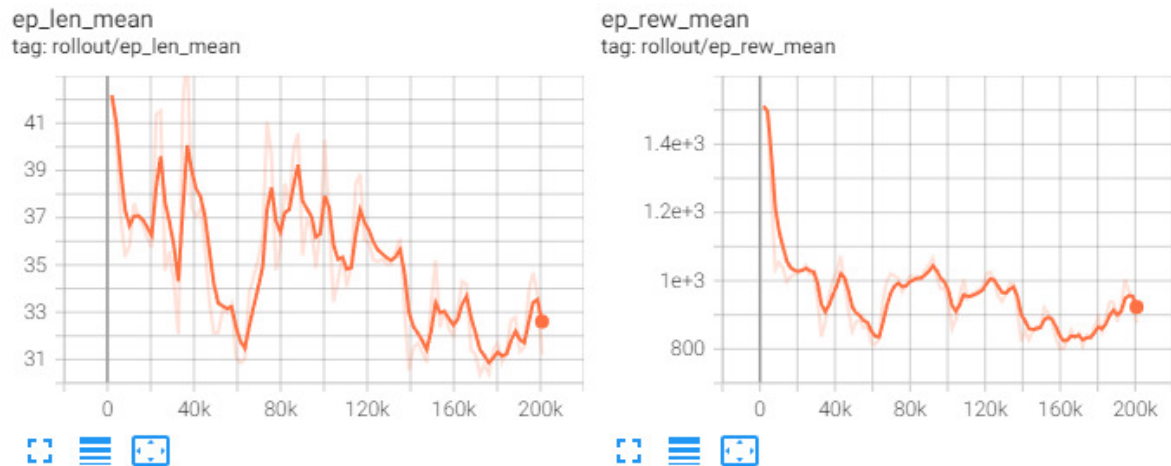 ep_len_mean
tag: rollout/ep_len_mean
41
39
37
35
33
31
0 40k 80k 120k 160k 200k
ep_rew_mean
tag: rollout/ep_rew_mean
1.4e+3
1.2e+3
1e+3
800
0 40k 80k 120k 160k 200k